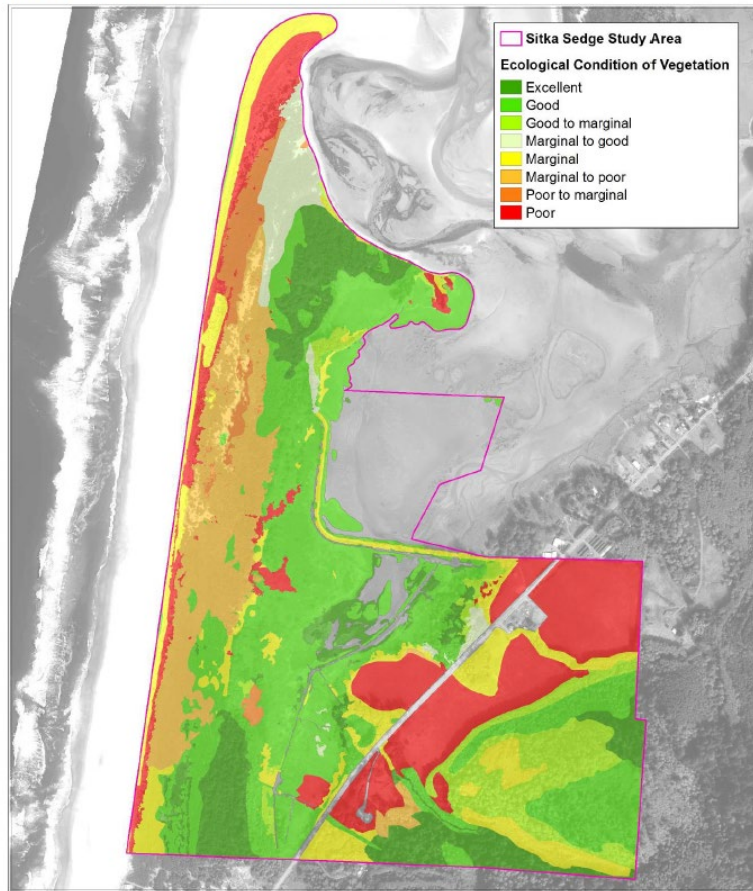 Sitka Sedge Study Area
Ecological Condition of Vegetation
Excellent
Good
Good to marginal
Marginal to good
Marginal
Marginal to poor
Poor to marginal
Poor